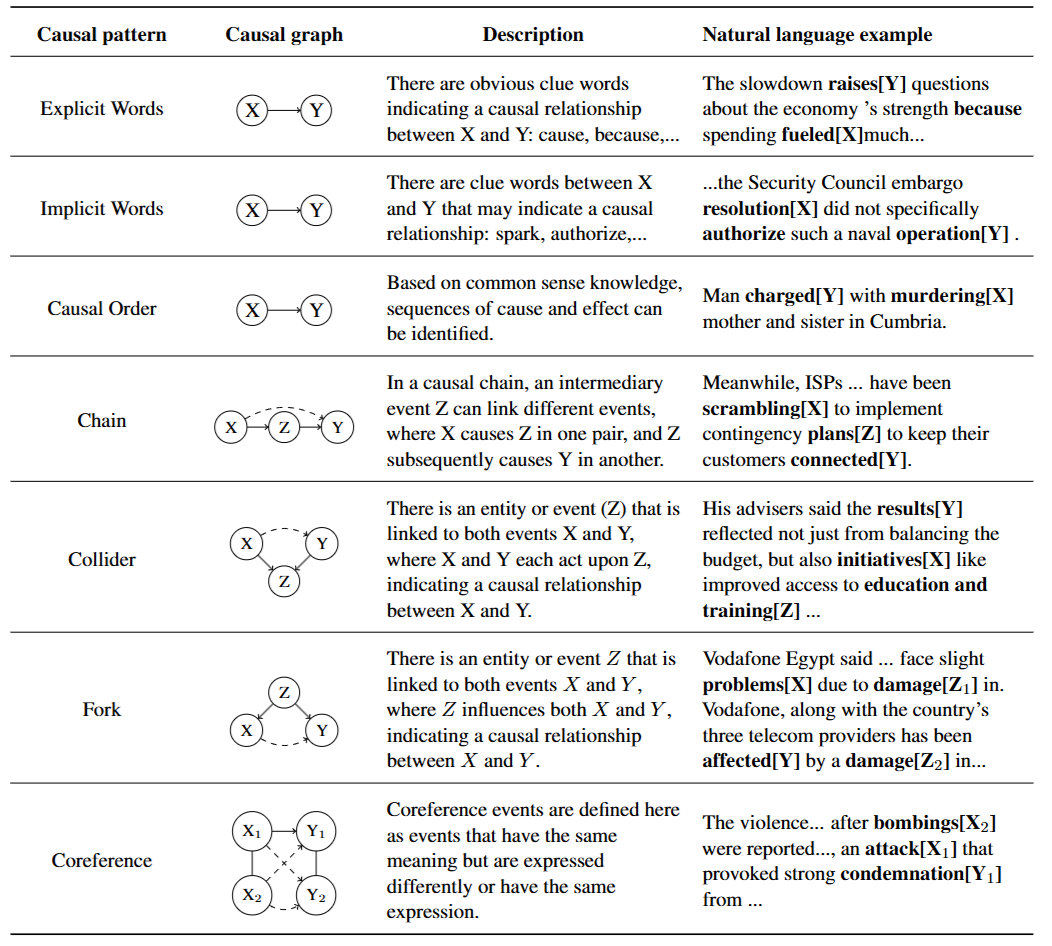 Causal pattern Causal graph Description Natural language example
Explicit Words
X Y
There are obvious clue words
indicating a causal relationship
between X and Y: cause, because,...
The slowdown raises[Y] questions
about the economy 's strength because
spending fueled[X]much...
Implicit Words
X Y
There are clue words between X
and Y that may indicate a causal
relationship: spark, authorize,...
...the Security Council embargo
resolution[X] did not specifically
authorize such a naval operation[Y] .
Causal Order
X Y
Based on common sense knowledge,
sequences of cause and effect can
be identified.
Man charged[Y] with murdering[X]
mother and sister in Cumbria.
Chain
X Z Y
In a causal chain, an intermediary
event Z can link different events,
where X causes Z in one pair, and Z
subsequently causes Y in another.
Meanwhile, ISPs ... have been
scrambling[X] to implement
contingency plans[Z] to keep their
customers connected[Y].
Collider
X Y
Z
There is an entity or event (Z) that is
linked to both events X and Y,
where X and Y each act upon Z,
indicating a causal relationship
between X and Y.
His advisers said the results[Y]
reflected not just from balancing the
budget, but also initiatives[X] like
improved access to education and
training[Z] ...
Fork
Z
X Y
There is an entity or event Z that is
linked to both events X and Y,
where Z influences both X and Y,
indicating a causal relationship
between X and Y.
Vodafone Egypt said ... face slight
problems[X] due to damage[Z₁] in.
Vodafone, along with the country's
three telecom providers has been
affected[Y] by a damage[Z₂] in...
Coreference
X₁ Y₁
X₂ Y₂
Coreference events are defined here
as events that have the same
meaning but are expressed
differently or have the same
expression.
The violence... after bombings[X₂]
were reported..., an attack[X₁] that
provoked strong condemnation[Y₁]
from ...